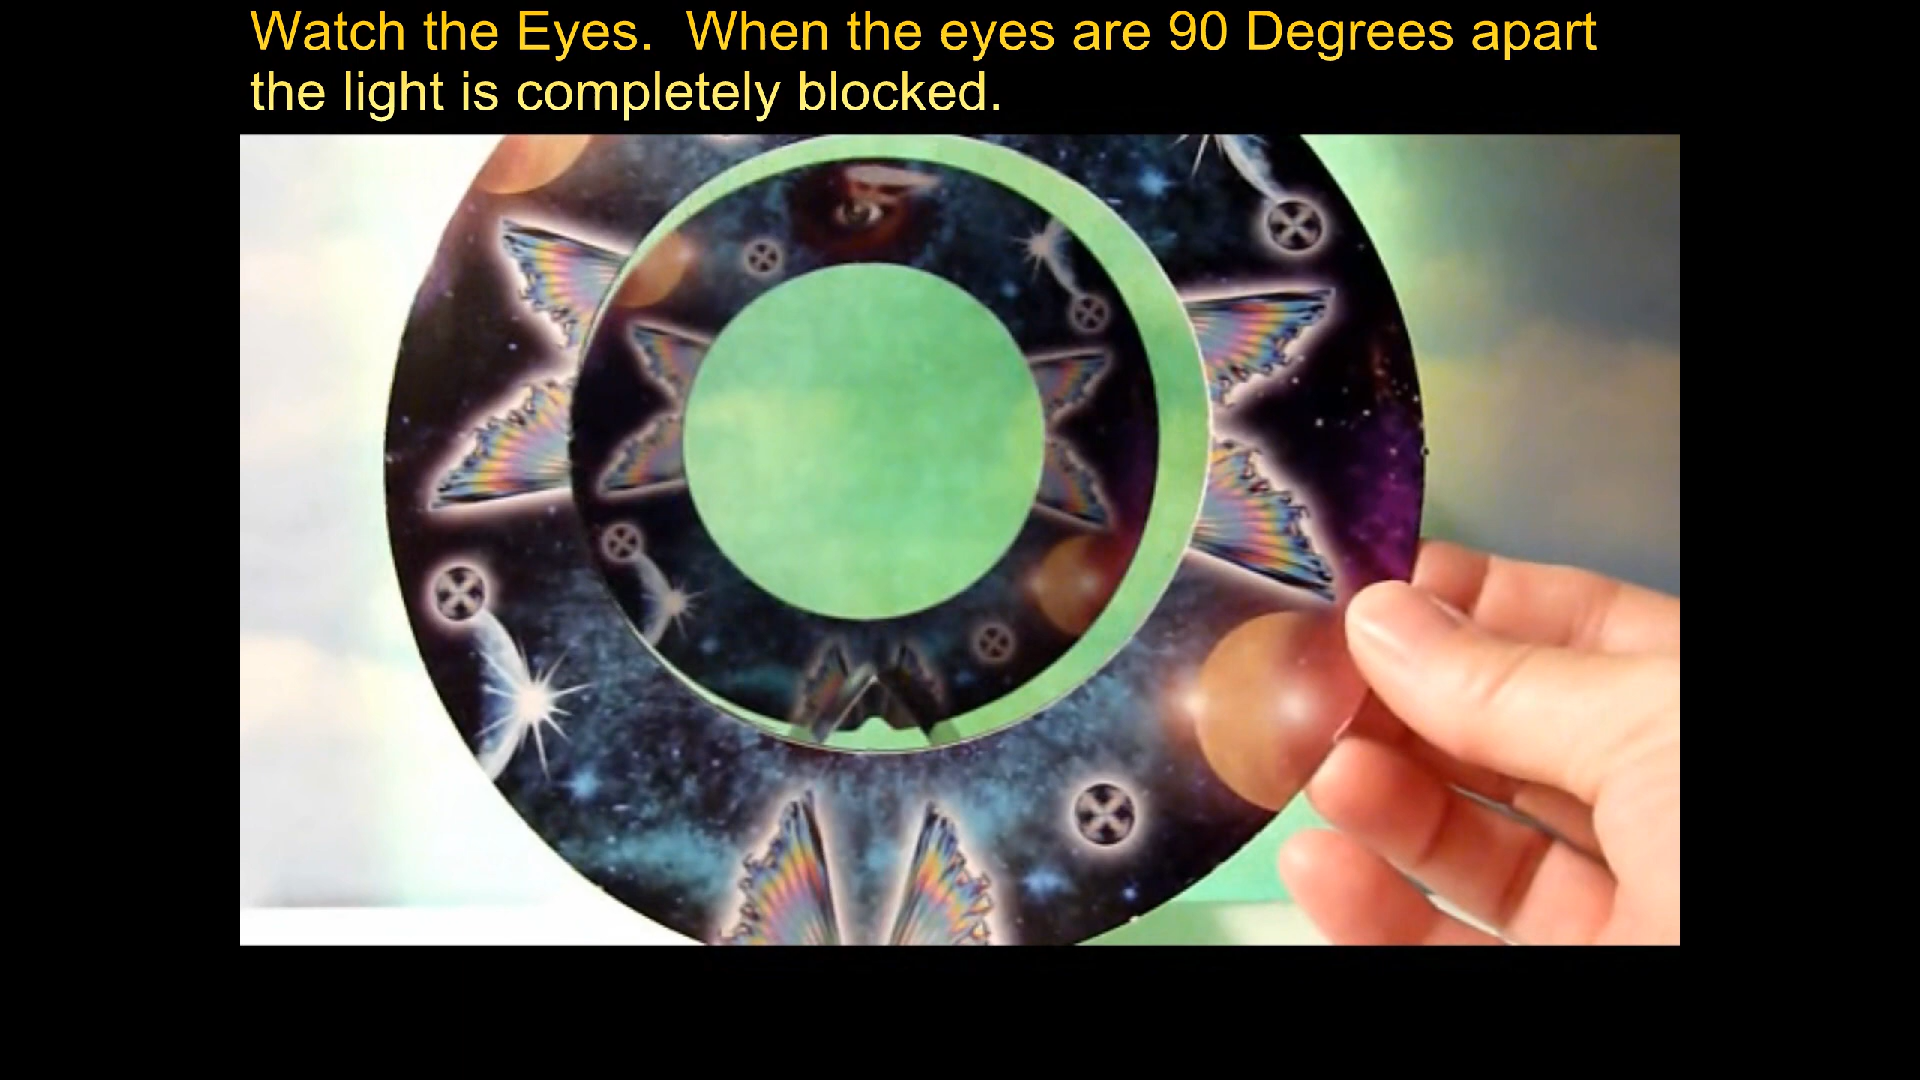 Watch the Eyes.  When the eyes are 90 Degrees apart
the light is completely blocked.